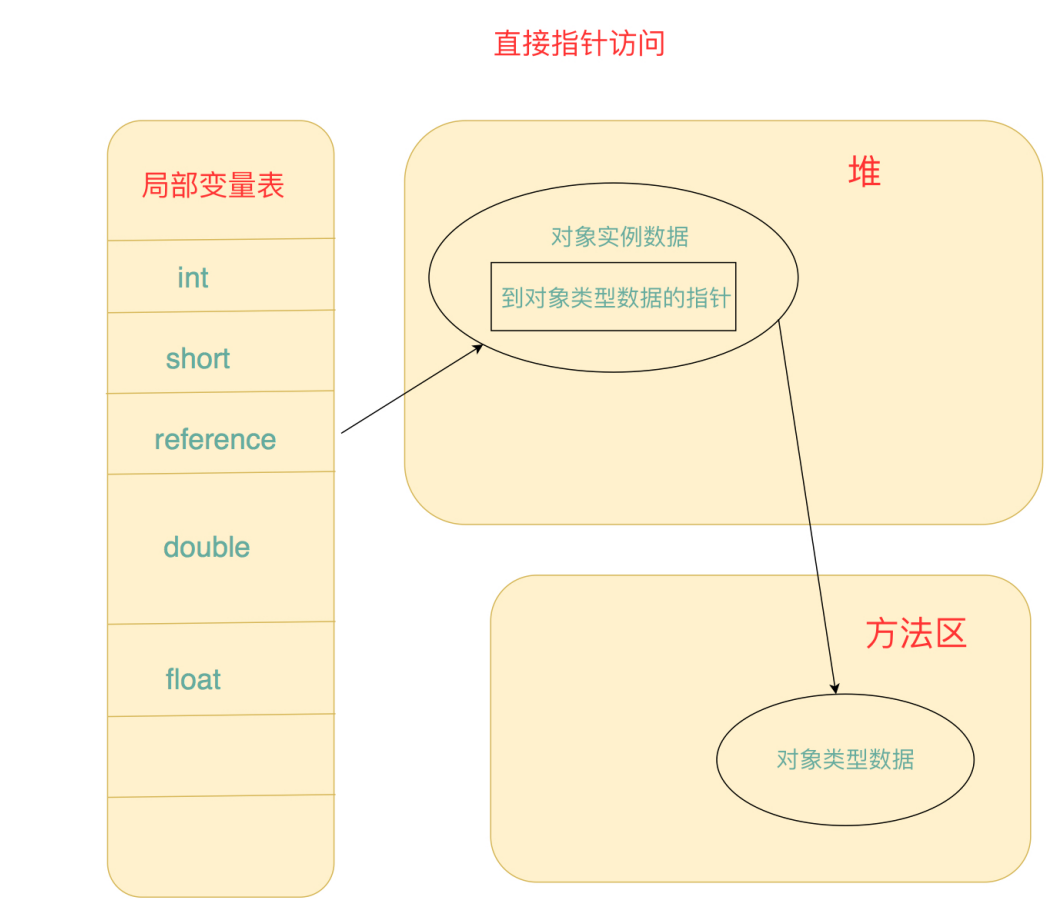 直接指针访问
局部变量表
int
short
reference
double
float
堆
对象实例数据
到对象类型数据的指针
方法区
对象类型数据